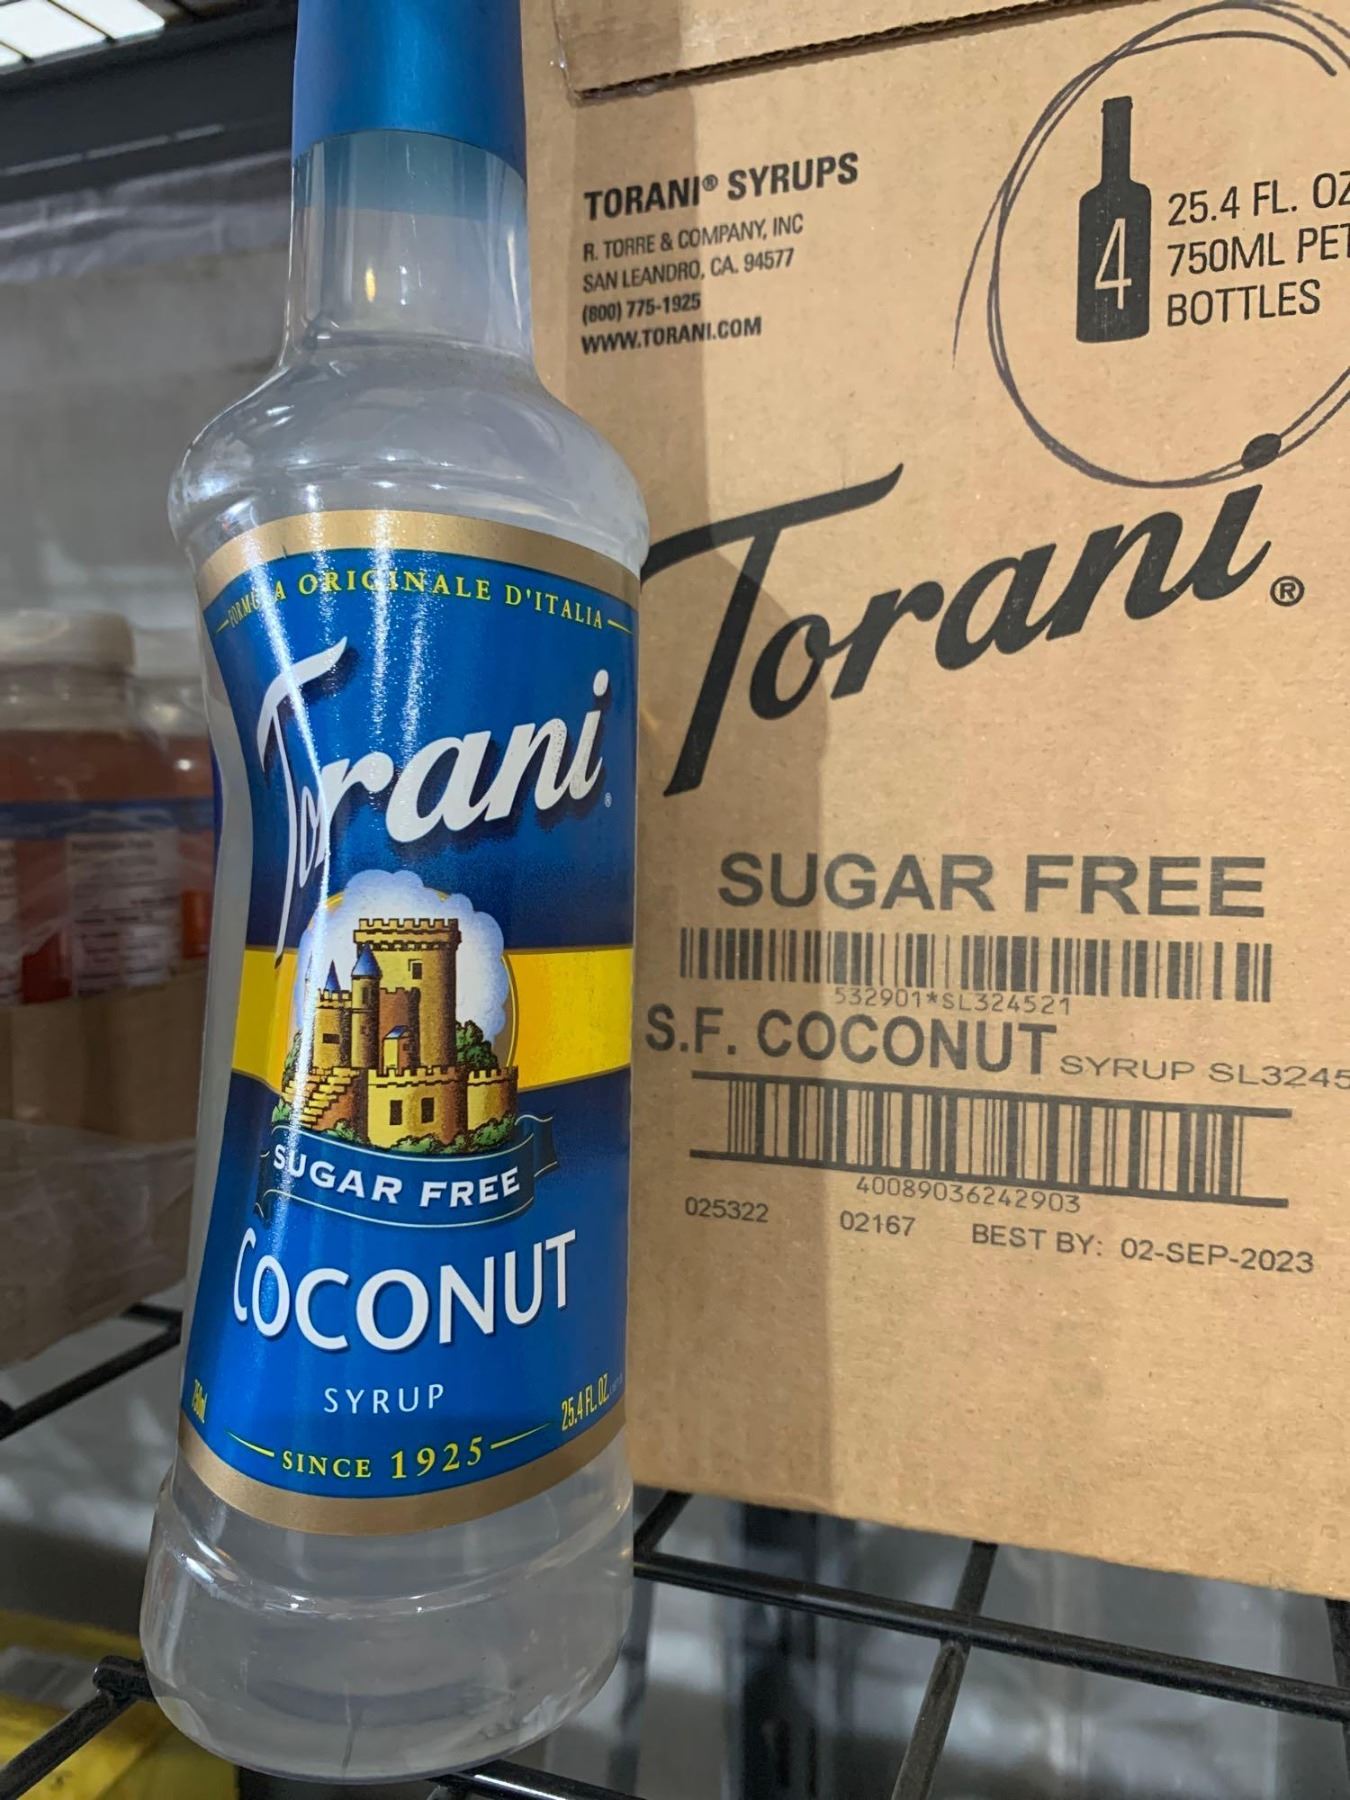 FORMULA ORIGINALE D'ITALIA
Torani®
SUGAR FREE
COCONUT
SYRUP
750ml
25.4 FL. OZ.
SINCE 1925
TORANI® SYRUPS
R. TORRE & COMPANY, INC
SAN LEANDRO, CA. 94577
(800) 775-1925
WWW.TORANI.COM
4
25.4 FL. OZ
750ML PET
BOTTLES
Torani®
SUGAR FREE
532901*SL324521
S.F. COCONUT SYRUP SL3245
40089036242903
025322 02167 BEST BY: 02-SEP-2023